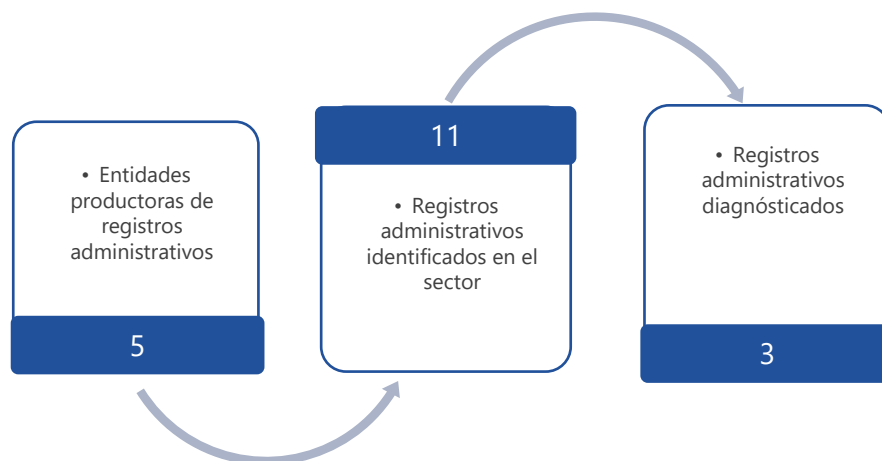 • Entidades
productoras de
registros
administrativos
5
11
• Registros
administrativos
identificados en el
sector
• Registros
administrativos
diagnósticados
3